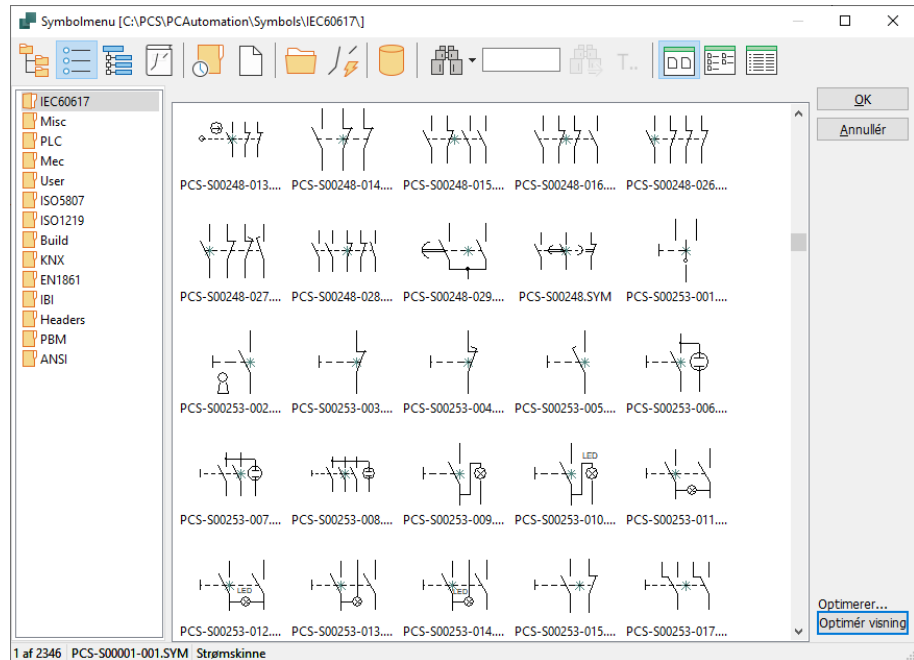 Symbolmenu [C:\PCS\PCAutomation\Symbols\IEC60617\]
T..
IEC60617
Misc
PLC
Mec
User
ISO5807
ISO1219
Build
KNX
EN1861
IBI
Headers
PBM
ANSI
PCS-S00248-013.... PCS-S00248-014.... PCS-S00248-015.... PCS-S00248-016.... PCS-S00248-026....
PCS-S00248-027.... PCS-S00248-028.... PCS-S00248-029.... PCS-S00248.SYM PCS-S00253-001....
PCS-S00253-002.... PCS-S00253-003.... PCS-S00253-004.... PCS-S00253-005.... PCS-S00253-006....
LED
PCS-S00253-007.... PCS-S00253-008.... PCS-S00253-009.... PCS-S00253-010.... PCS-S00253-011....
LED LED
PCS-S00253-012.... PCS-S00253-013.... PCS-S00253-014.... PCS-S00253-015.... PCS-S00253-017....
OK
Annullér
Optimerer...
Optimér visning
1 af 2346 PCS-S00001-001.SYM Strømskinne